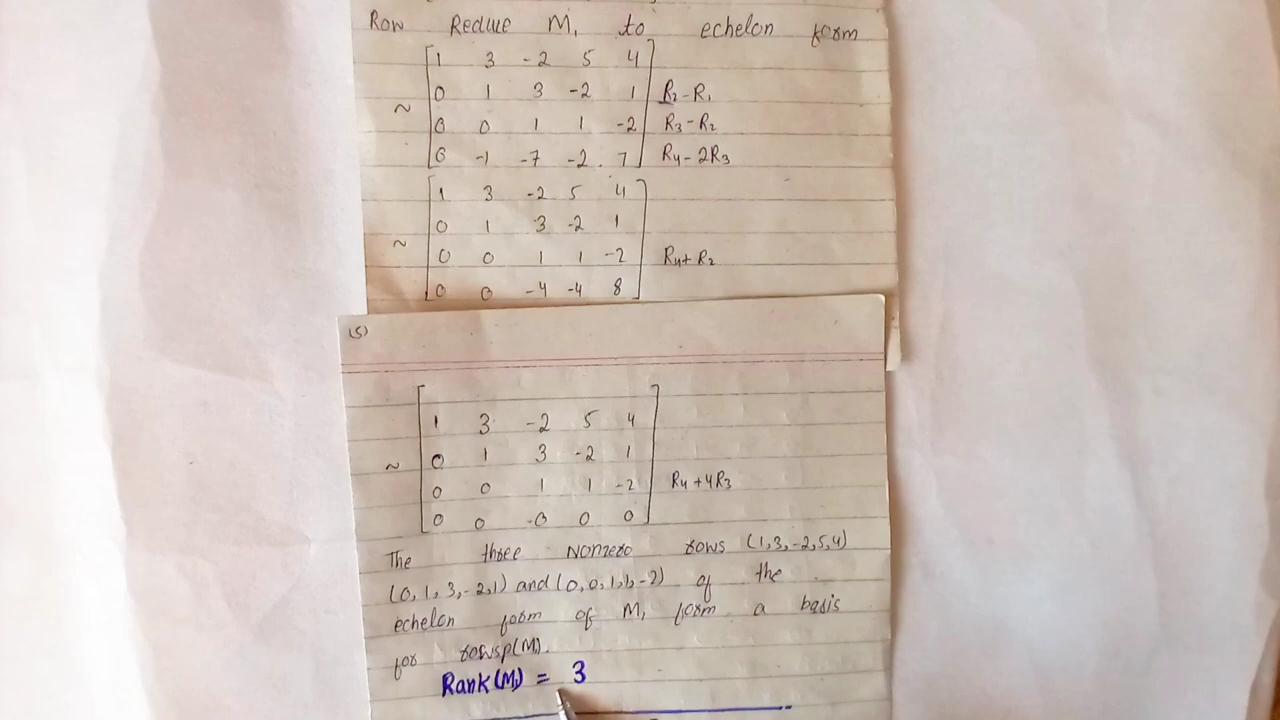 Row Reduce M₁ to echelon form
1 3 -2 5 4
0 1 3 -2 1 R₂-R₁
~
0 0 1 1 -2 R₃-R₂
0 -1 -7 -2 7 R₄-2R₃
1 3 -2 5 4
0 1 3 -2 1
~
0 0 1 1 -2 R₄+R₂
0 0 -4 -4 8
(5)
1 3 -2 5 4
0 1 3 -2 1
~
0 0 1 1 -2 R₄+4R₃
0 0 -0 0 0
The three Nonzero rows (1,3,-2,5,4)
(0,1,3,-2,1) and (0,0,1,1,-2) of the
echelon form of M₁ form a basis
for rowsp(M₁).
Rank(M₁) = 3